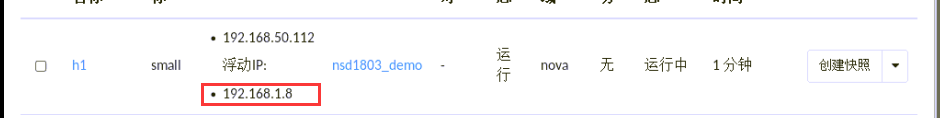 192.168.50.112
h1 small 浮动IP: nsd1803_demo - 运行 nova 无 运行中 1 分钟 创建快照
192.168.1.8